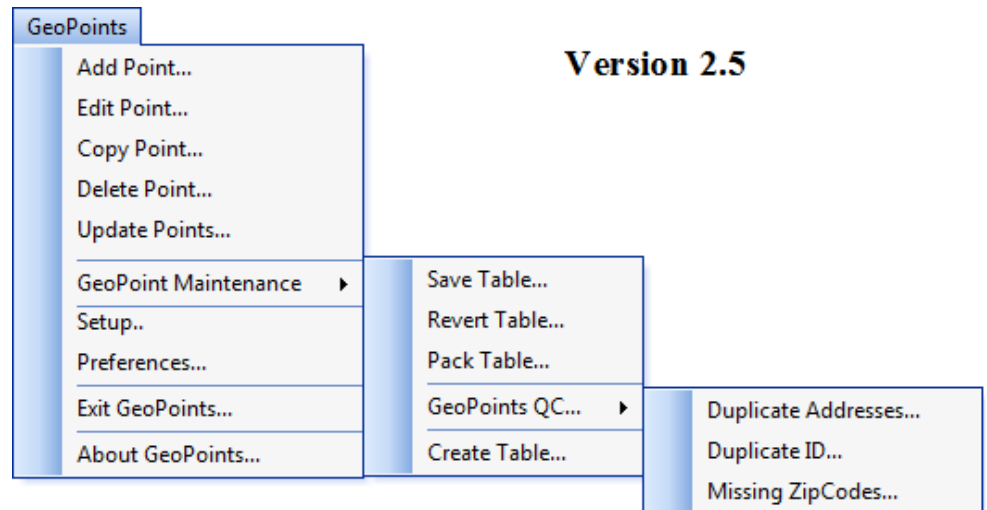 GeoPoints
Version 2.5
Add Point...
Edit Point...
Copy Point...
Delete Point...
Update Points...
GeoPoint Maintenance
Setup..
Preferences...
Exit GeoPoints...
About GeoPoints...
Save Table...
Revert Table...
Pack Table...
GeoPoints QC...
Create Table...
Duplicate Addresses...
Duplicate ID...
Missing ZipCodes...